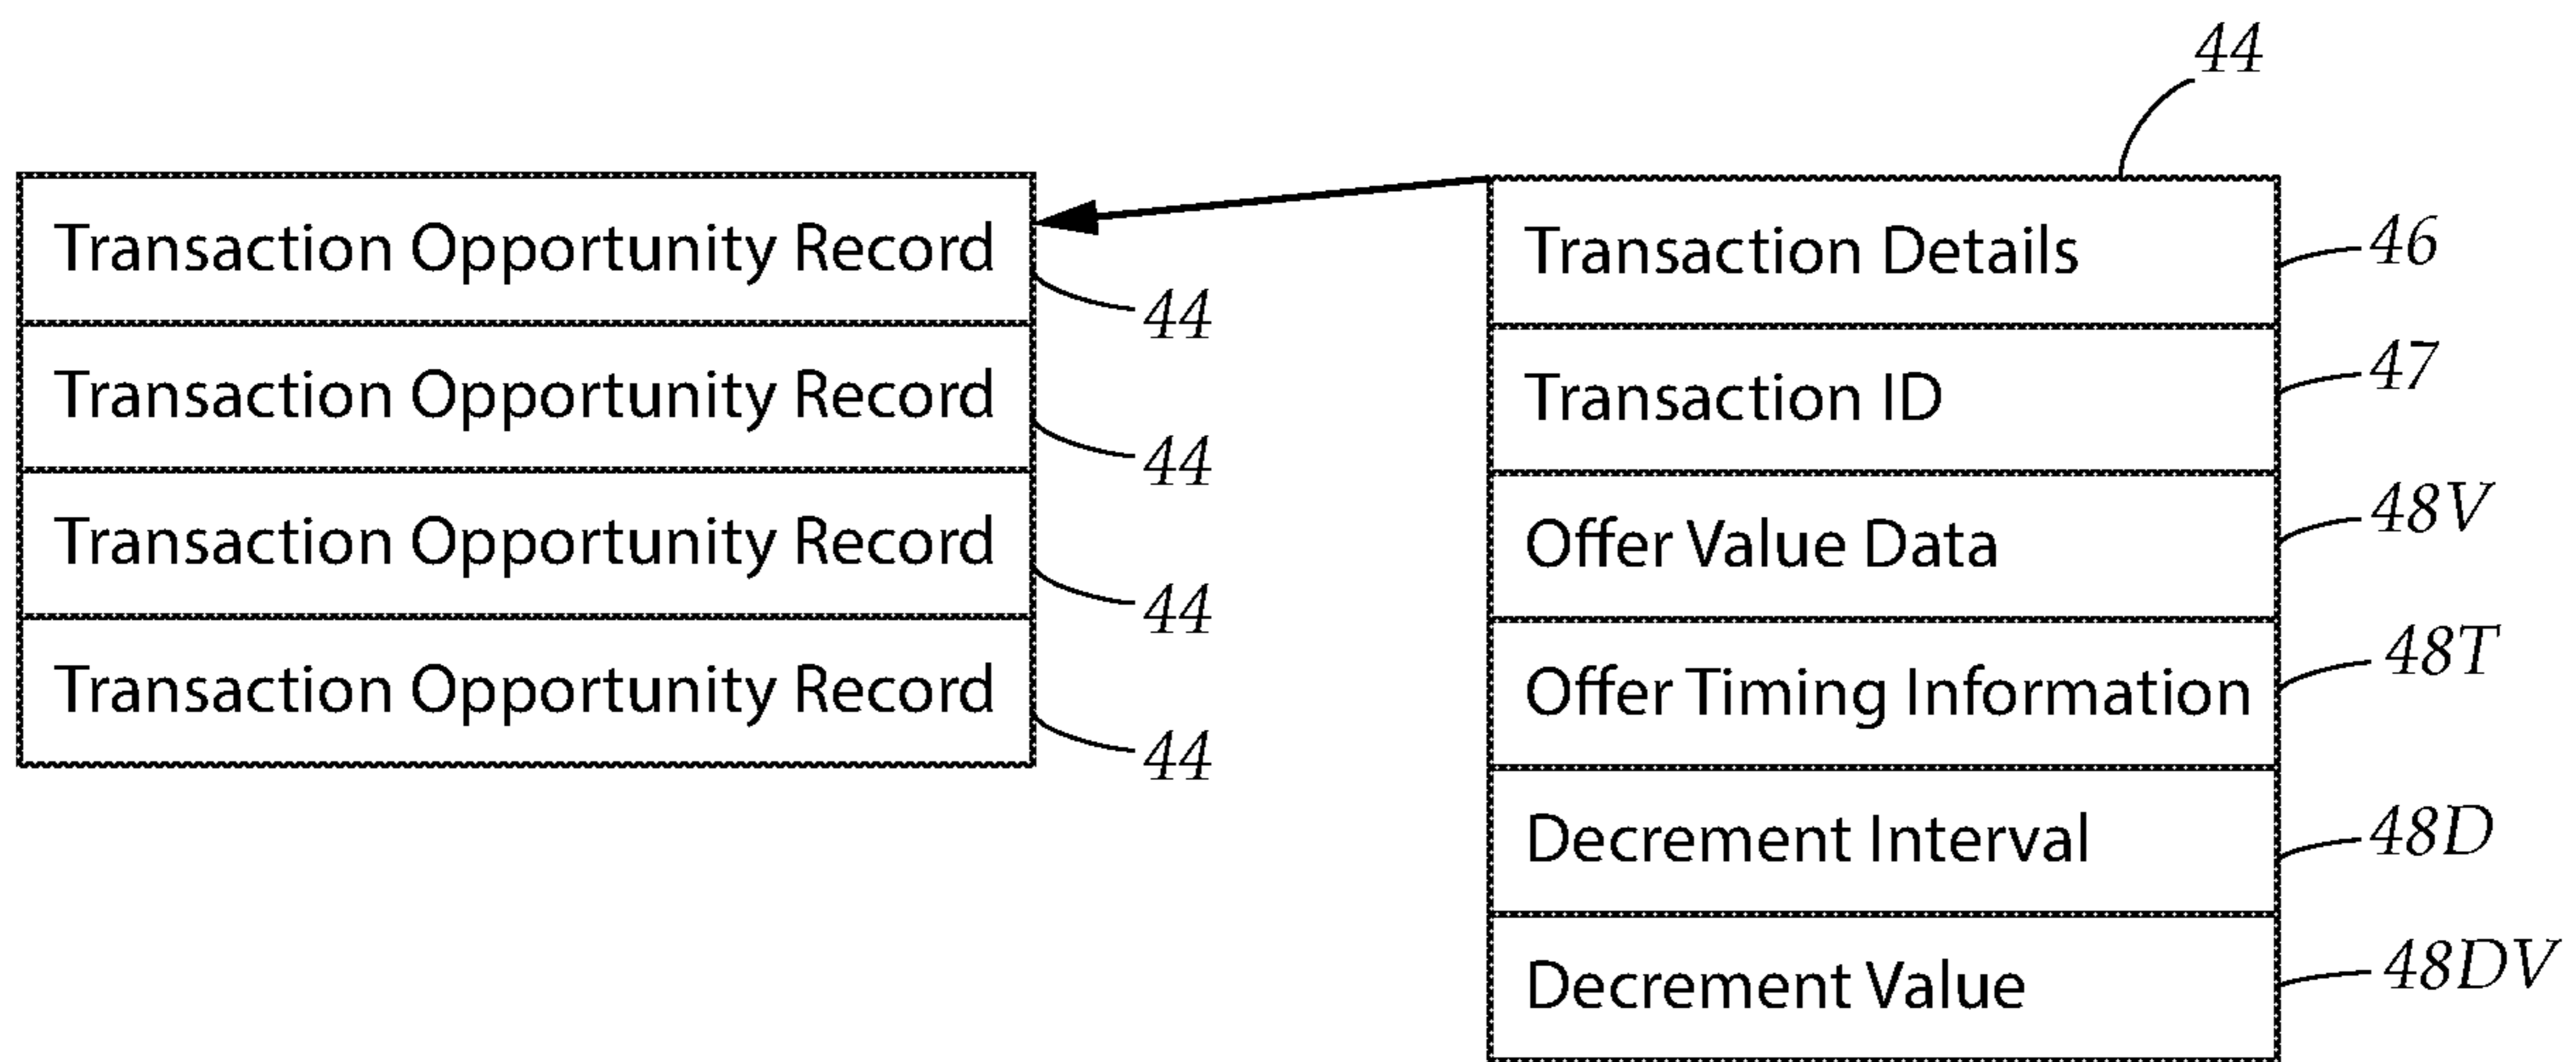 44
Transaction Opportunity Record
44
Transaction Opportunity Record
44
Transaction Opportunity Record
44
Transaction Opportunity Record
44
Transaction Details
46
Transaction ID
47
Offer Value Data
48V
Offer Timing Information
48T
Decrement Interval
48D
Decrement Value
48DV